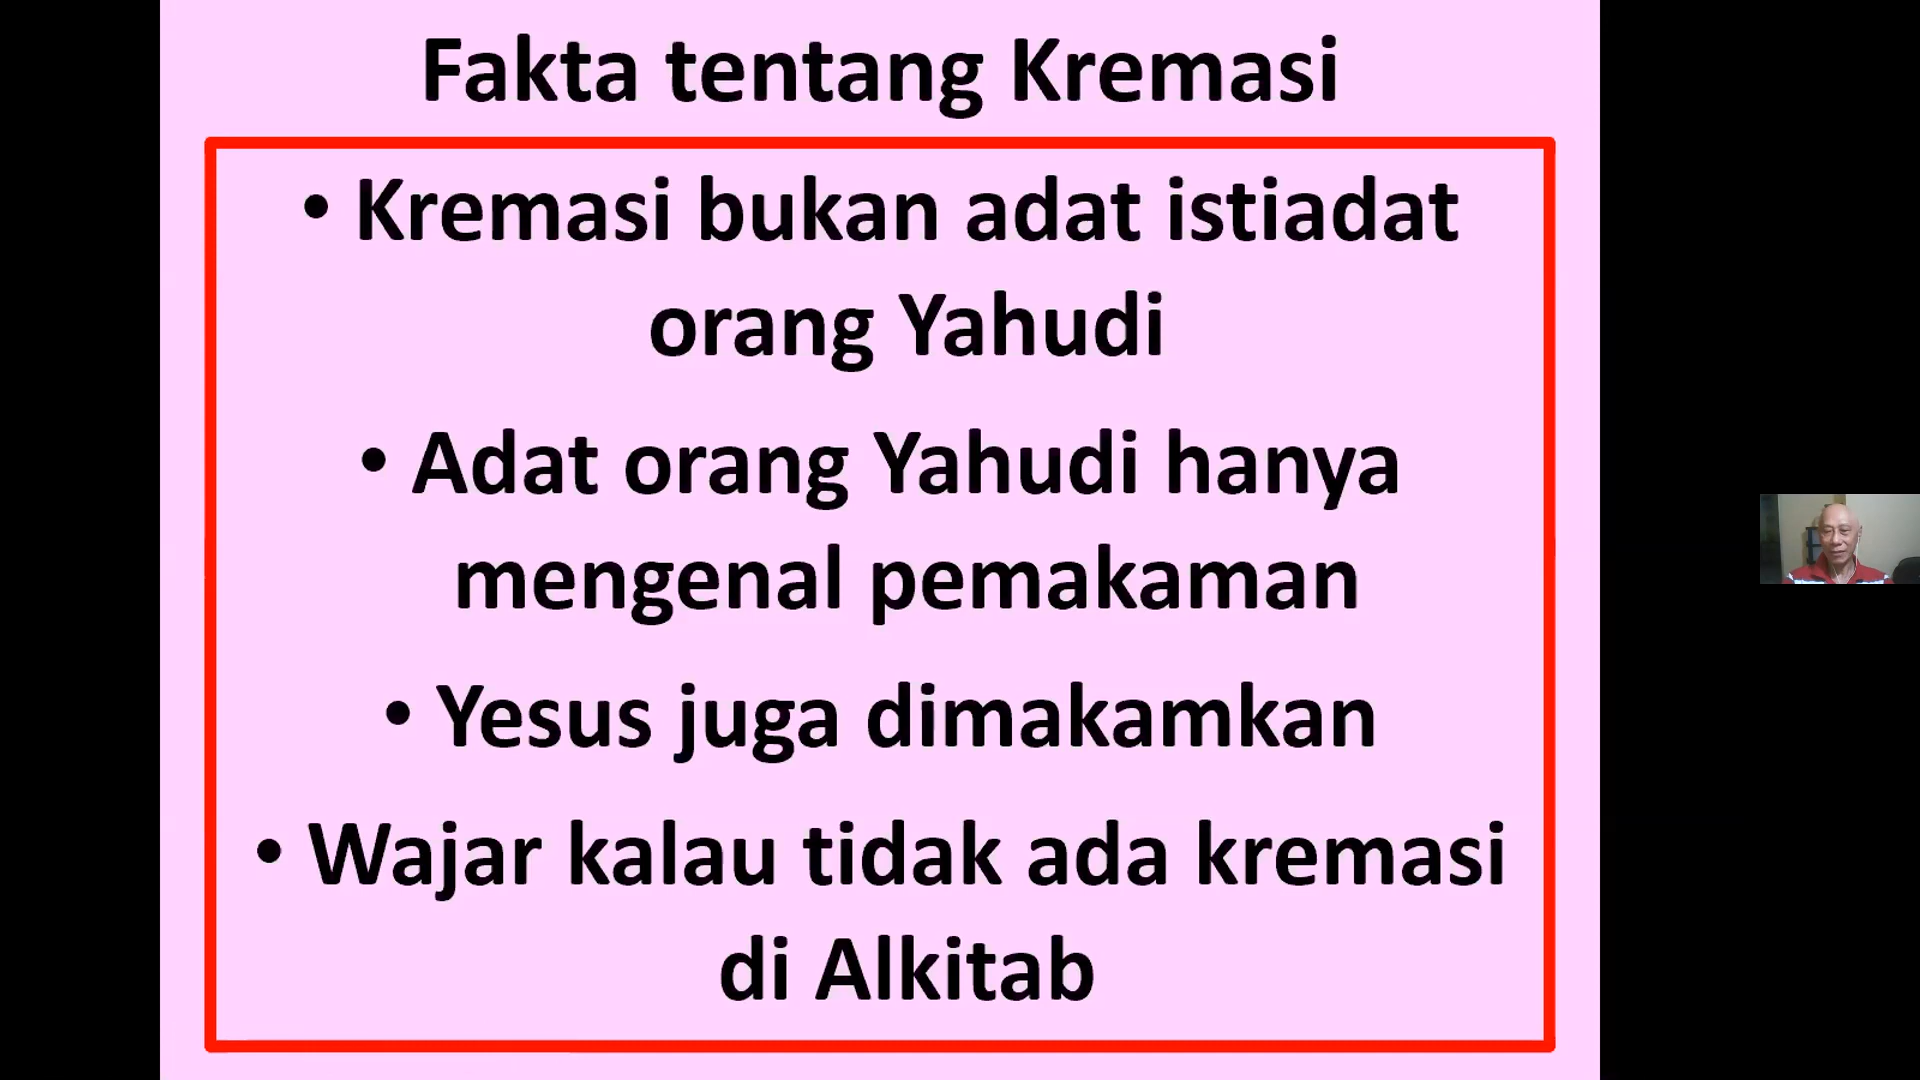 Fakta tentang Kremasi
• Kremasi bukan adat istiadat
orang Yahudi
• Adat orang Yahudi hanya
mengenal pemakaman
• Yesus juga dimakamkan
• Wajar kalau tidak ada kremasi
di Alkitab